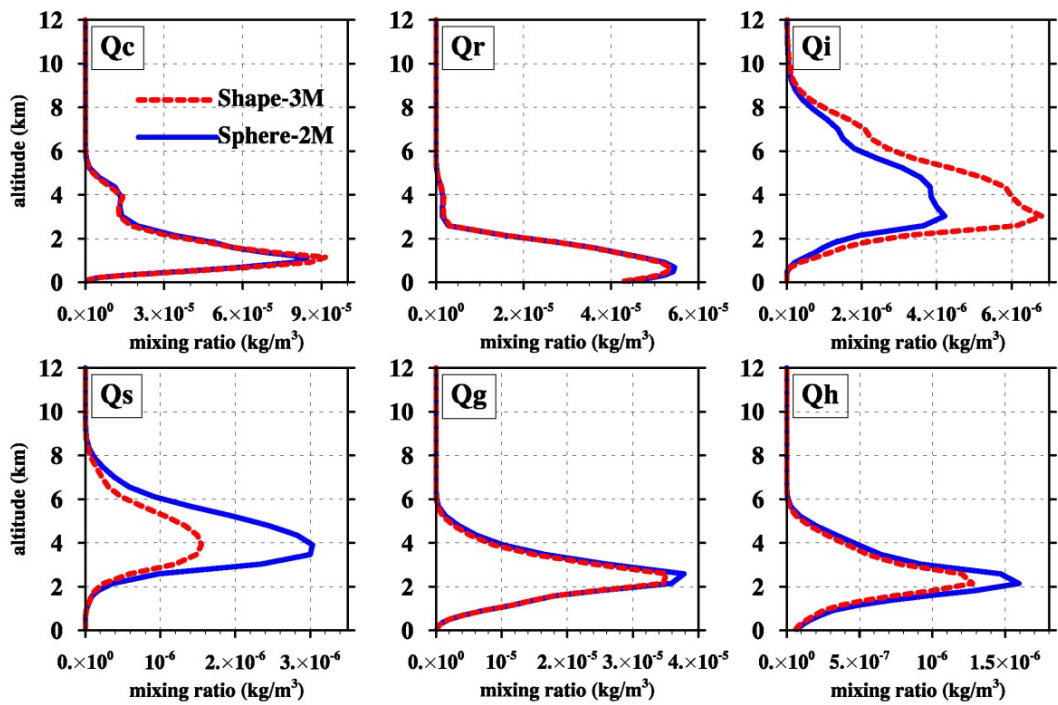 12
10
8
6
4
2
0
altitude (km)
Qc
Shape-3M
Sphere-2M
0.×10⁰ 3.×10⁻⁵ 6.×10⁻⁵ 9.×10⁻⁵
mixing ratio (kg/m³)
12
10
8
6
4
2
0
Qr
0.×10⁰ 2.×10⁻⁵ 4.×10⁻⁵ 6.×10⁻⁵
mixing ratio (kg/m³)
12
10
8
6
4
2
0
Qi
0.×10⁰ 2.×10⁻⁶ 4.×10⁻⁶ 6.×10⁻⁶
mixing ratio (kg/m³)
12
10
8
6
4
2
0
altitude (km)
Qs
0.×10⁰ 10⁻⁶ 2.×10⁻⁶ 3.×10⁻⁶
mixing ratio (kg/m³)
12
10
8
6
4
2
0
Qg
0.×10⁰ 10⁻⁵ 2.×10⁻⁵ 3.×10⁻⁵ 4.×10⁻⁵
mixing ratio (kg/m³)
12
10
8
6
4
2
0
Qh
0.×10⁰ 5.×10⁻⁷ 10⁻⁶ 1.5×10⁻⁶
mixing ratio (kg/m³)